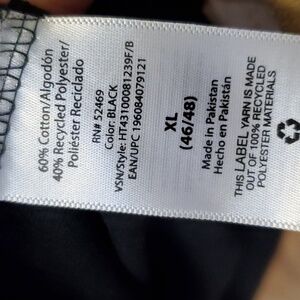 60% Cotton/Algodón
40% Recycled Polyester/
Poliéster Reciclado
RN# 52469
Color: BLACK
VSN/Style: HT43100081239F/B
EAN/UPC 196084079121
XL
(46/48)
Made in Pakistan
Hecho en Pakistán
THIS LABEL YARN IS MADE
OUT OF 100% RECYCLED
POLYESTER MATERIALS